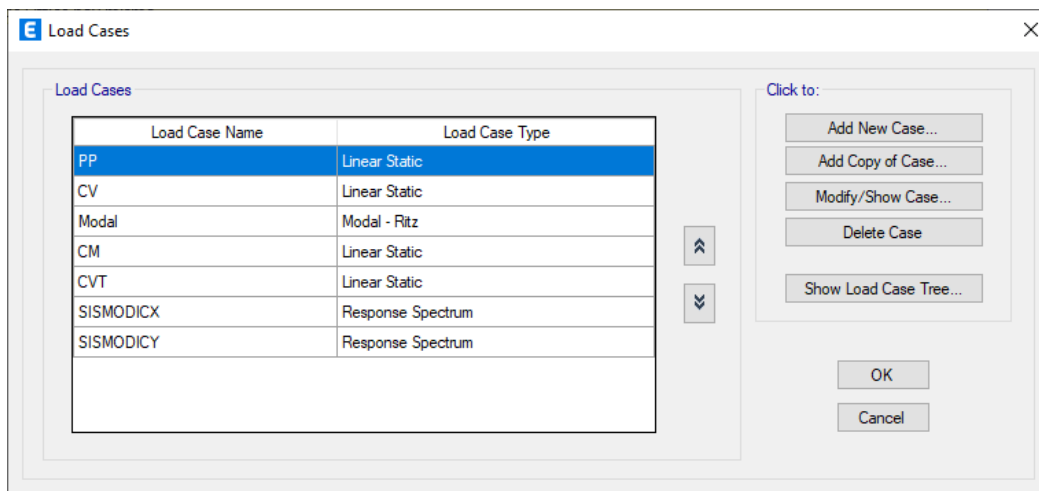 E Load Cases
Load Cases
Click to:
Load Case Name Load Case Type
PP Linear Static
CV Linear Static
Modal Modal - Ritz
CM Linear Static
CVT Linear Static
SISMODICX Response Spectrum
SISMODICY Response Spectrum
Add New Case...
Add Copy of Case...
Modify/Show Case...
Delete Case
Show Load Case Tree...
OK
Cancel